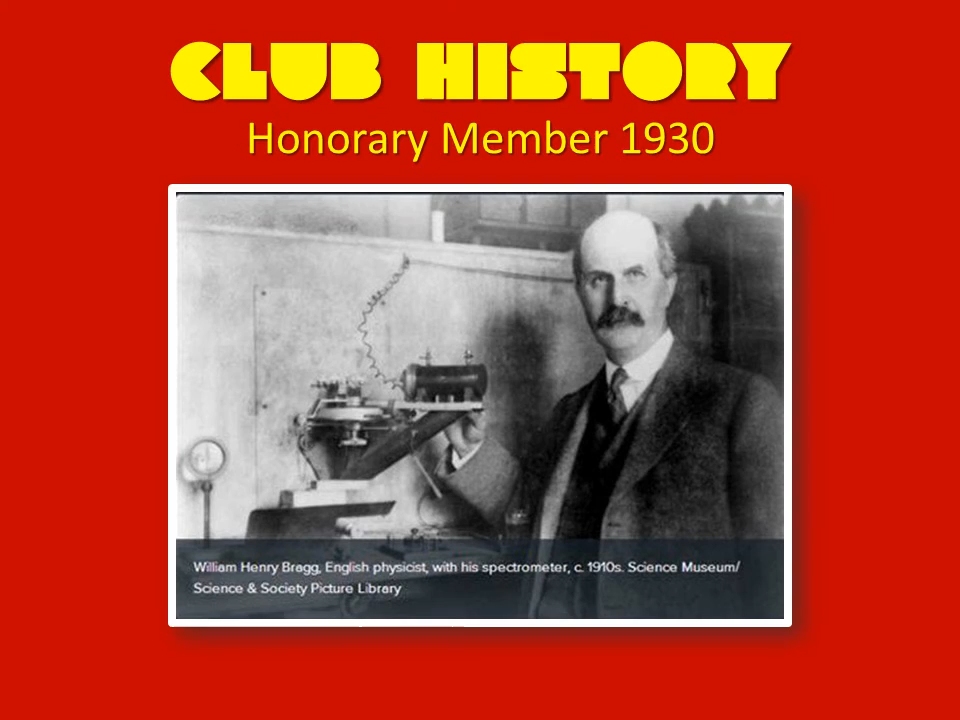 CLUB HISTORY
Honorary Member 1930
William Henry Bragg, English physicist, with his spectrometer, c. 1910s. Science Museum/
Science & Society Picture Library